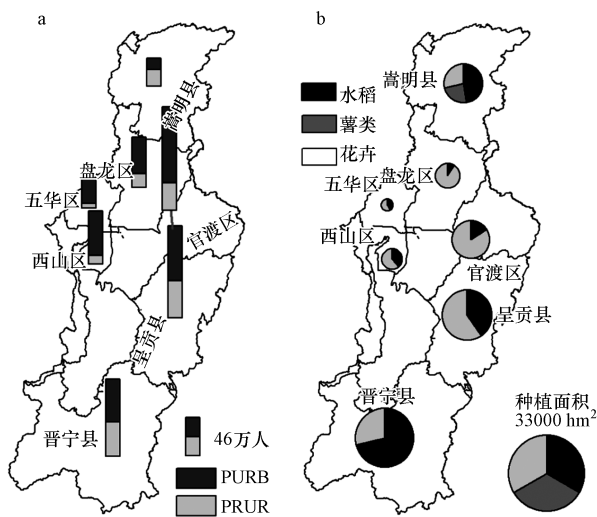 a
嵩明县
盘龙区
五华区
官渡区
西山区
呈贡县
晋宁县
46万人
PURB
PRUR
b
嵩明县
水稻
薯类
花卉
盘龙区
五华区
西山区
官渡区
呈贡县
晋宁县
种植面积
33000 hm²